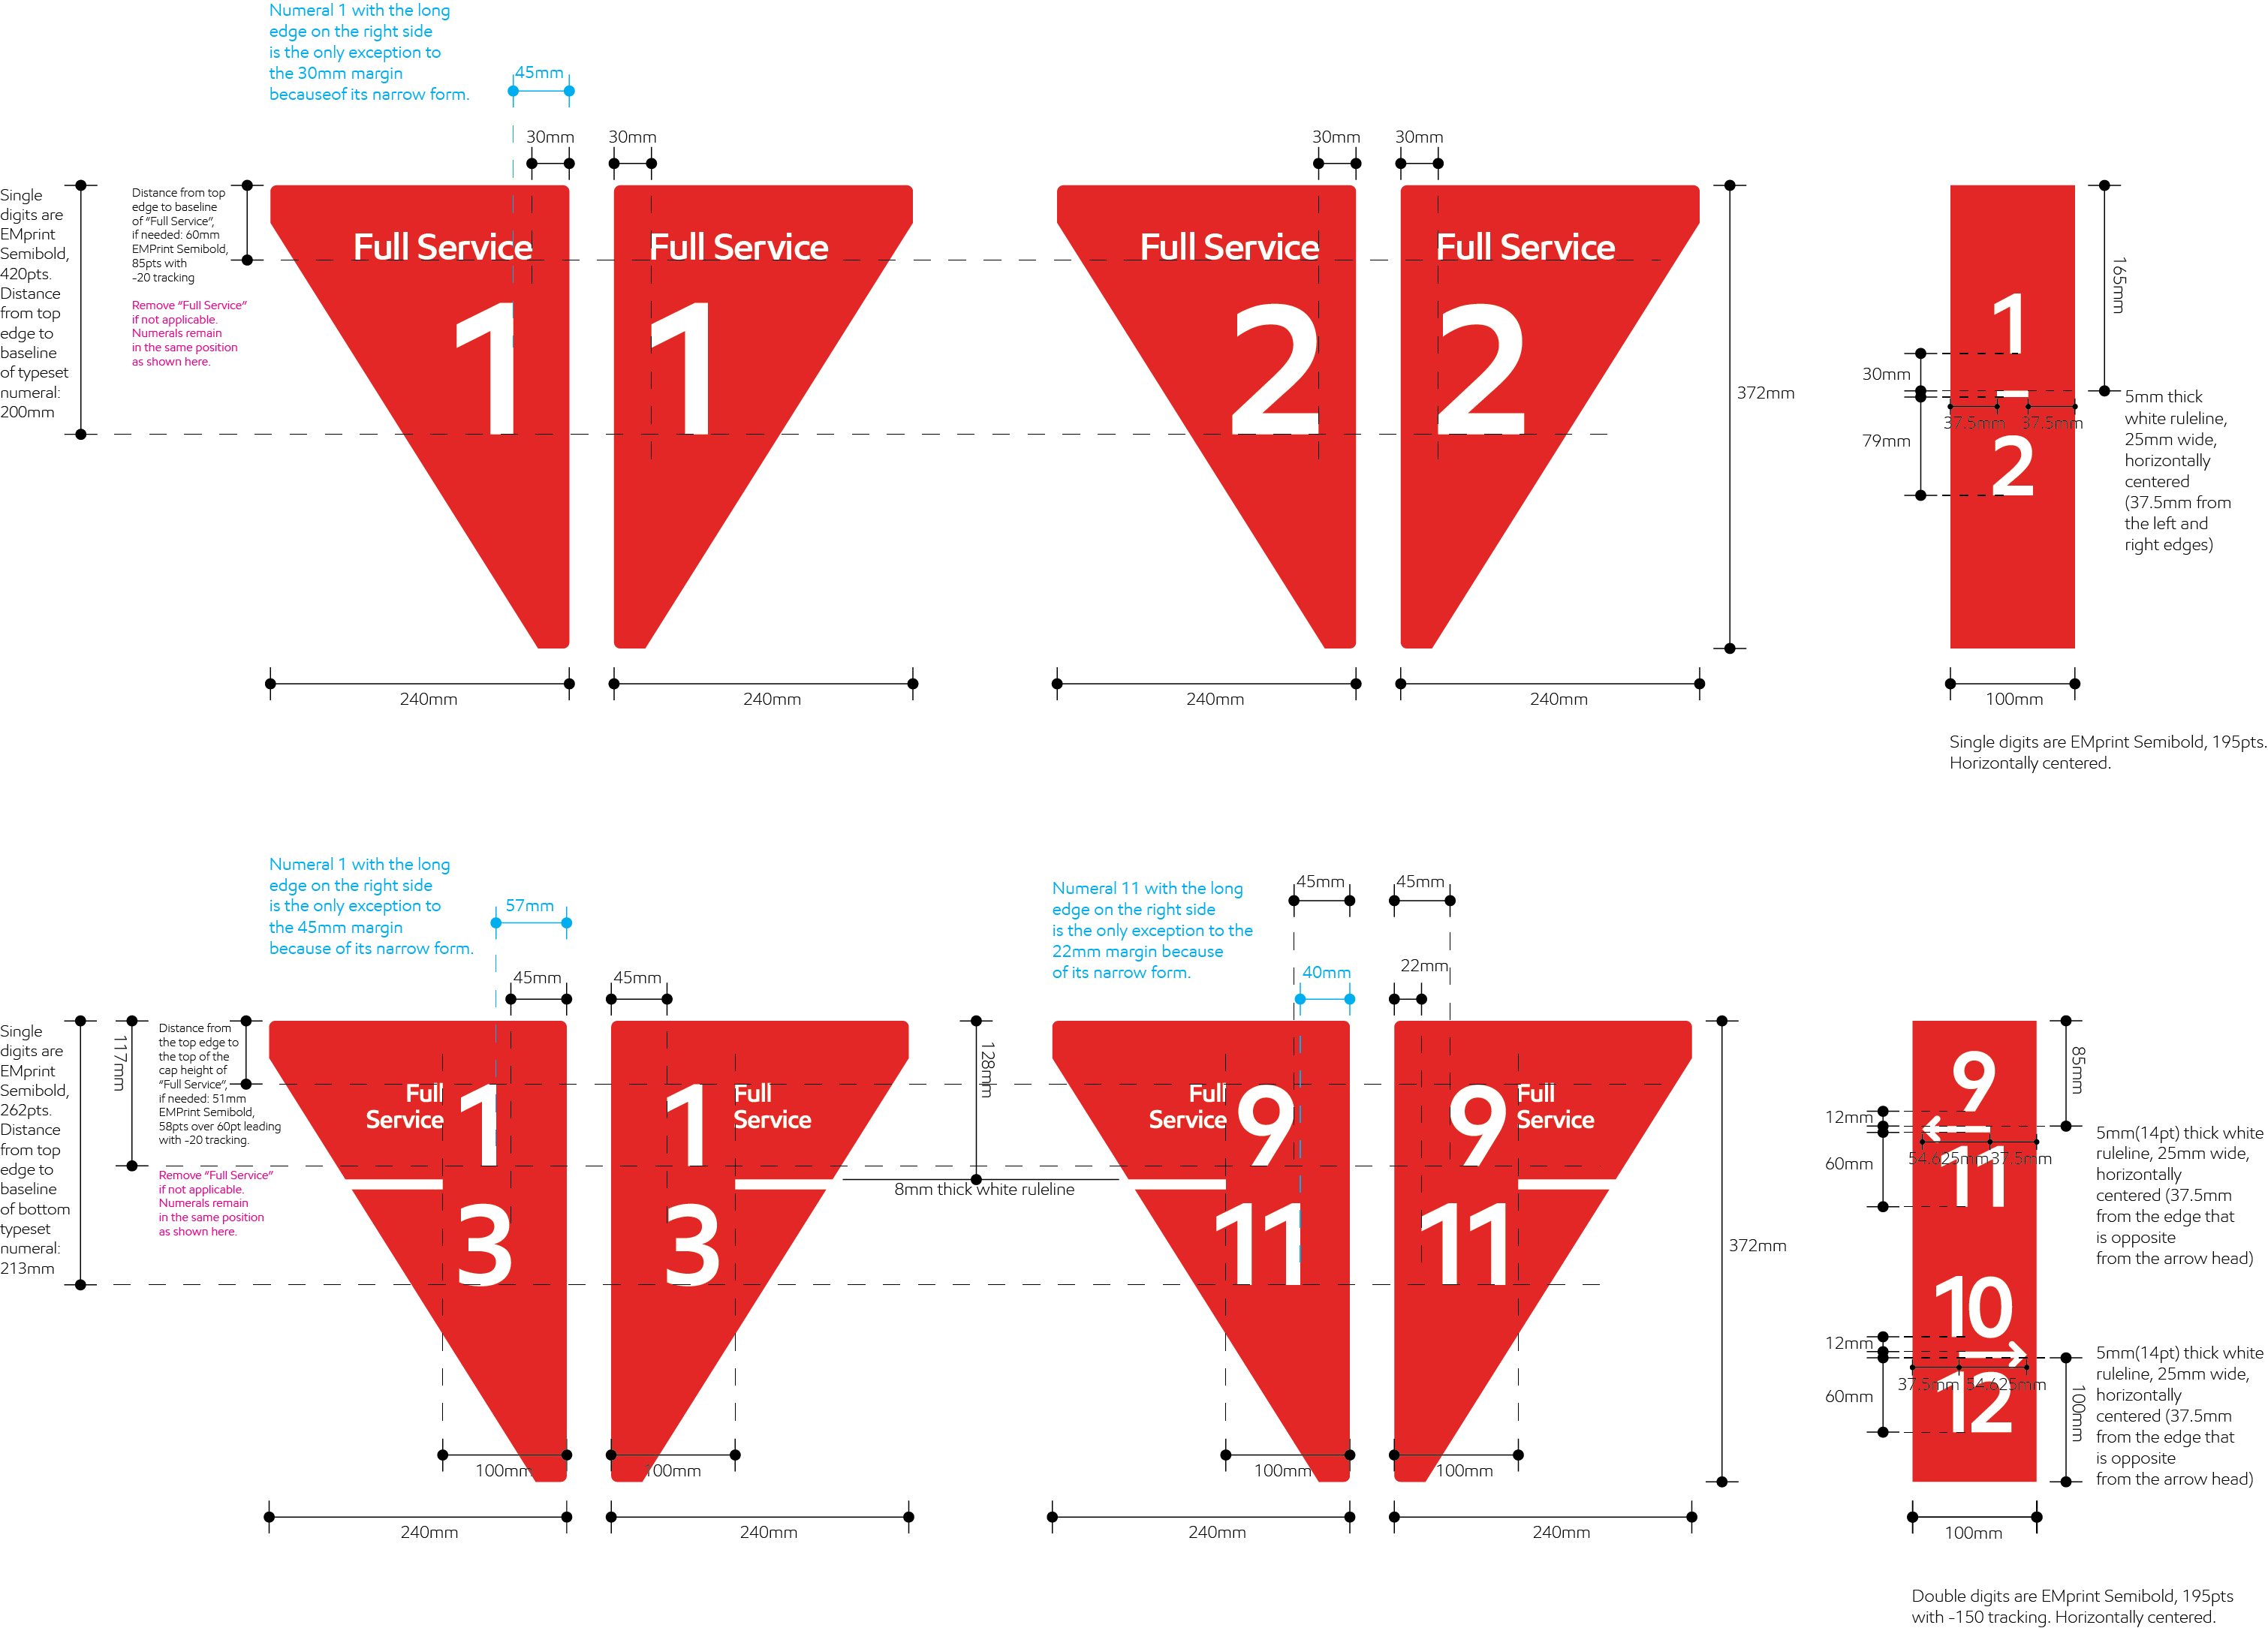 Numeral 1 with the long
edge on the right side
is the only exception to
the 30mm margin
becauseof its narrow form.
45mm
30mm
30mm
30mm
30mm
Single
digits are
EMprint
Semibold,
420pts.
Distance
from top
edge to
baseline
of typeset
numeral:
200mm
Distance from top
edge to baseline
of "Full Service",
if needed: 60mm
EMPrint Semibold,
85pts with
-20 tracking
Remove "Full Service"
if not applicable.
Numerals remain
in the same position
as shown here.
Full Service
1
Full Service
1
Full Service
2
Full Service
2
372mm
240mm
240mm
240mm
240mm
1
2
165mm
30mm
79mm
37.5mm
37.5mm
5mm thick
white ruleline,
25mm wide,
horizontally
centered
(37.5mm from
the left and
right edges)
100mm
Single digits are EMprint Semibold, 195pts.
Horizontally centered.
Numeral 1 with the long
edge on the right side
is the only exception to
the 45mm margin
because of its narrow form.
57mm
45mm
45mm
Numeral 11 with the long
edge on the right side
is the only exception to the
22mm margin because
of its narrow form.
45mm
45mm
40mm
22mm
Single
digits are
EMprint
Semibold,
262pts.
Distance
from top
edge to
baseline
of bottom
typeset
numeral:
213mm
117mm
Distance from
the top edge to
the top of the
cap height of
"Full Service",
if needed: 51mm
EMPrint Semibold,
58pts over 60pt leading
with -20 tracking.
Remove "Full Service"
if not applicable.
Numerals remain
in the same position
as shown here.
Full
Service
1
3
1
Full
Service
3
128mm
8mm thick white ruleline
Full
Service
9
11
9
Full
Service
11
372mm
100mm
100mm
100mm
100mm
240mm
240mm
240mm
240mm
9
11
10
12
85mm
12mm
60mm
54.625mm
37.5mm
5mm(14pt) thick white
ruleline, 25mm wide,
horizontally
centered (37.5mm
from the edge that
is opposite
from the arrow head)
12mm
60mm
37.5mm
54.625mm
100mm
5mm(14pt) thick white
ruleline, 25mm wide,
horizontally
centered (37.5mm
from the edge that
is opposite
from the arrow head)
100mm
Double digits are EMprint Semibold, 195pts
with -150 tracking. Horizontally centered.